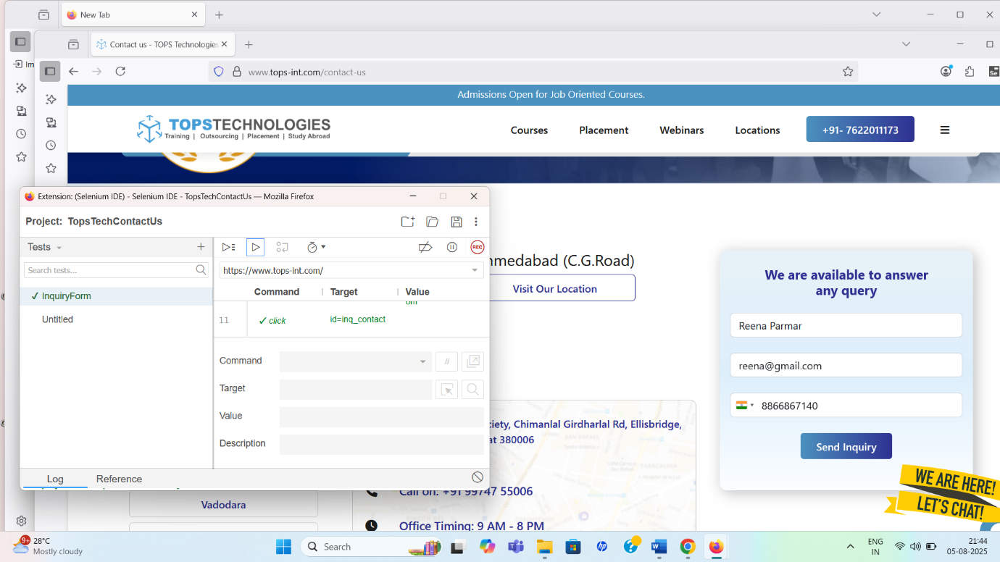 New Tab
Contact us - TOPS Technologies
Im
www.tops-int.com/contact-us
Se
Admissions Open for Job Oriented Courses.
TOPSTECHNOLOGIES
Training | Outsourcing | Placement | Study Abroad
Courses
Placement
Webinars
Locations
+91- 7622011173
Extension: (Selenium IDE) - Selenium IDE - TopsTechContactUs — Mozilla Firefox
Project: TopsTechContactUs
Tests
REC
Search tests...
https://www.tops-int.com/
Command
Target
Value
InquiryForm
om
11
click
id=inq_contact
Untitled
Command
//
Target
Value
Description
Log
Reference
mmedabad (C.G.Road)
Visit Our Location
We are available to answer
any query
Reena Parmar
reena@gmail.com
8866867140
Send Inquiry
ciety, Chimanlal Girdharlal Rd, Ellisbridge,
at 380006
Call on: +91 99747 55006
Vadodara
Office Timing: 9 AM - 8 PM
WE ARE HERE!
LET'S CHAT!
9+
28°C
Mostly cloudy
Search
ENG
IN
21:44
05-08-2025